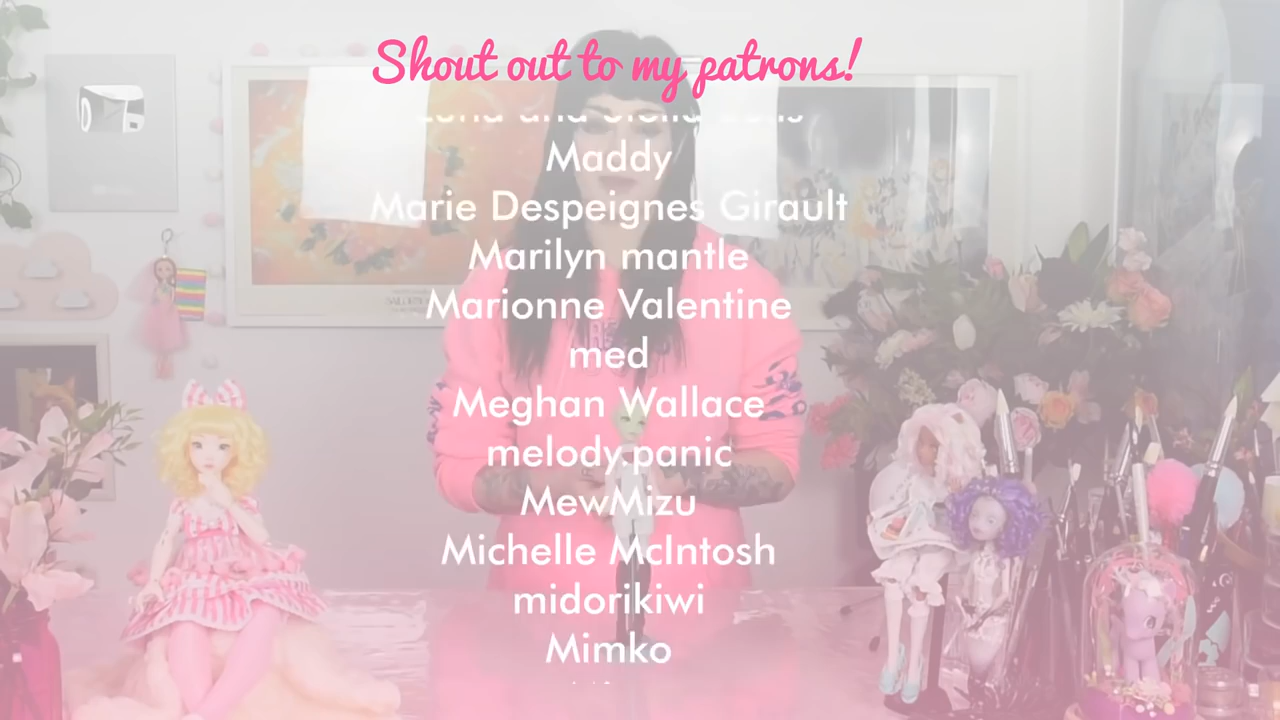 Shout out to my patrons!
Maddy
Marie Despeignes Girault
Marilyn mantle
Marionne Valentine
med
Meghan Wallace
melody.panic
MewMizu
Michelle McIntosh
midorikiwi
Mimko